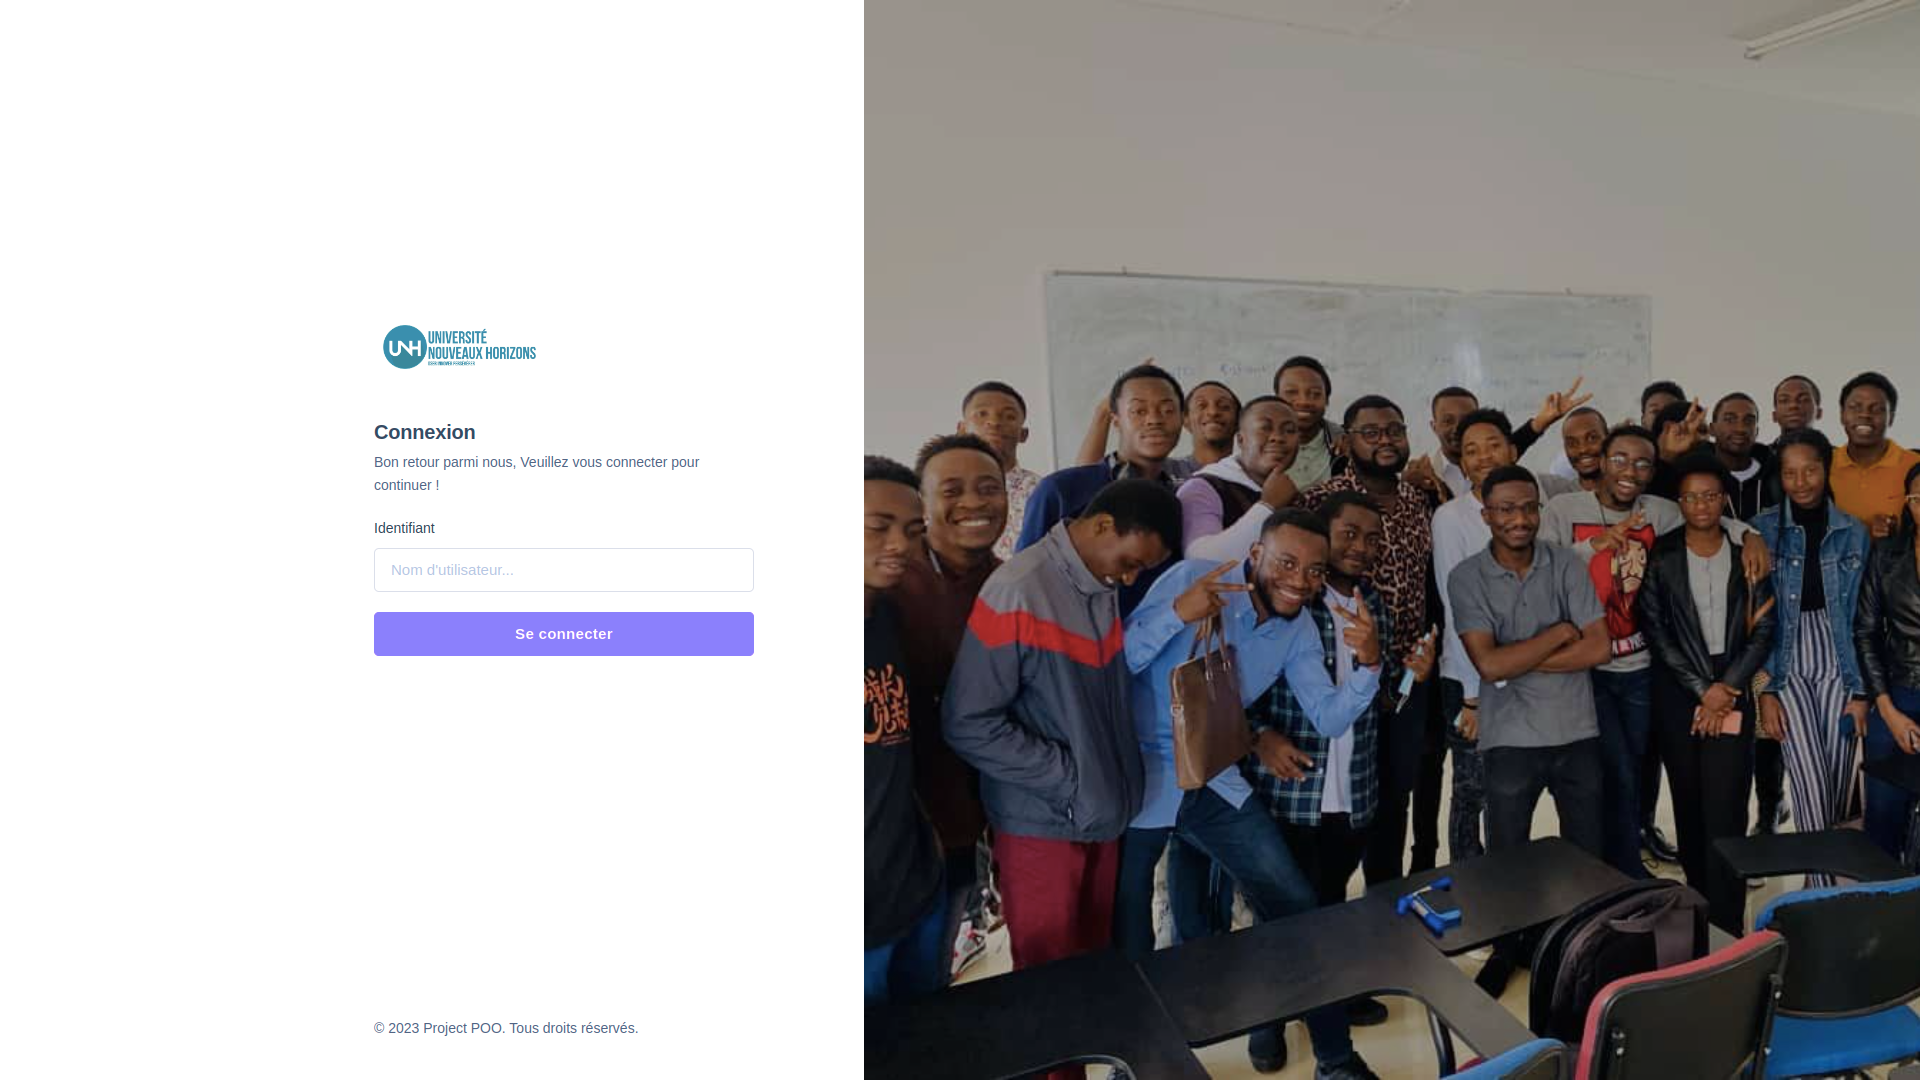 UNH
UNIVERSITÉ
NOUVEAUX HORIZONS
Connexion
Bon retour parmi nous, Veuillez vous connecter pour
continuer !
Identifiant
Nom d'utilisateur...
Se connecter
© 2023 Project POO. Tous droits réservés.